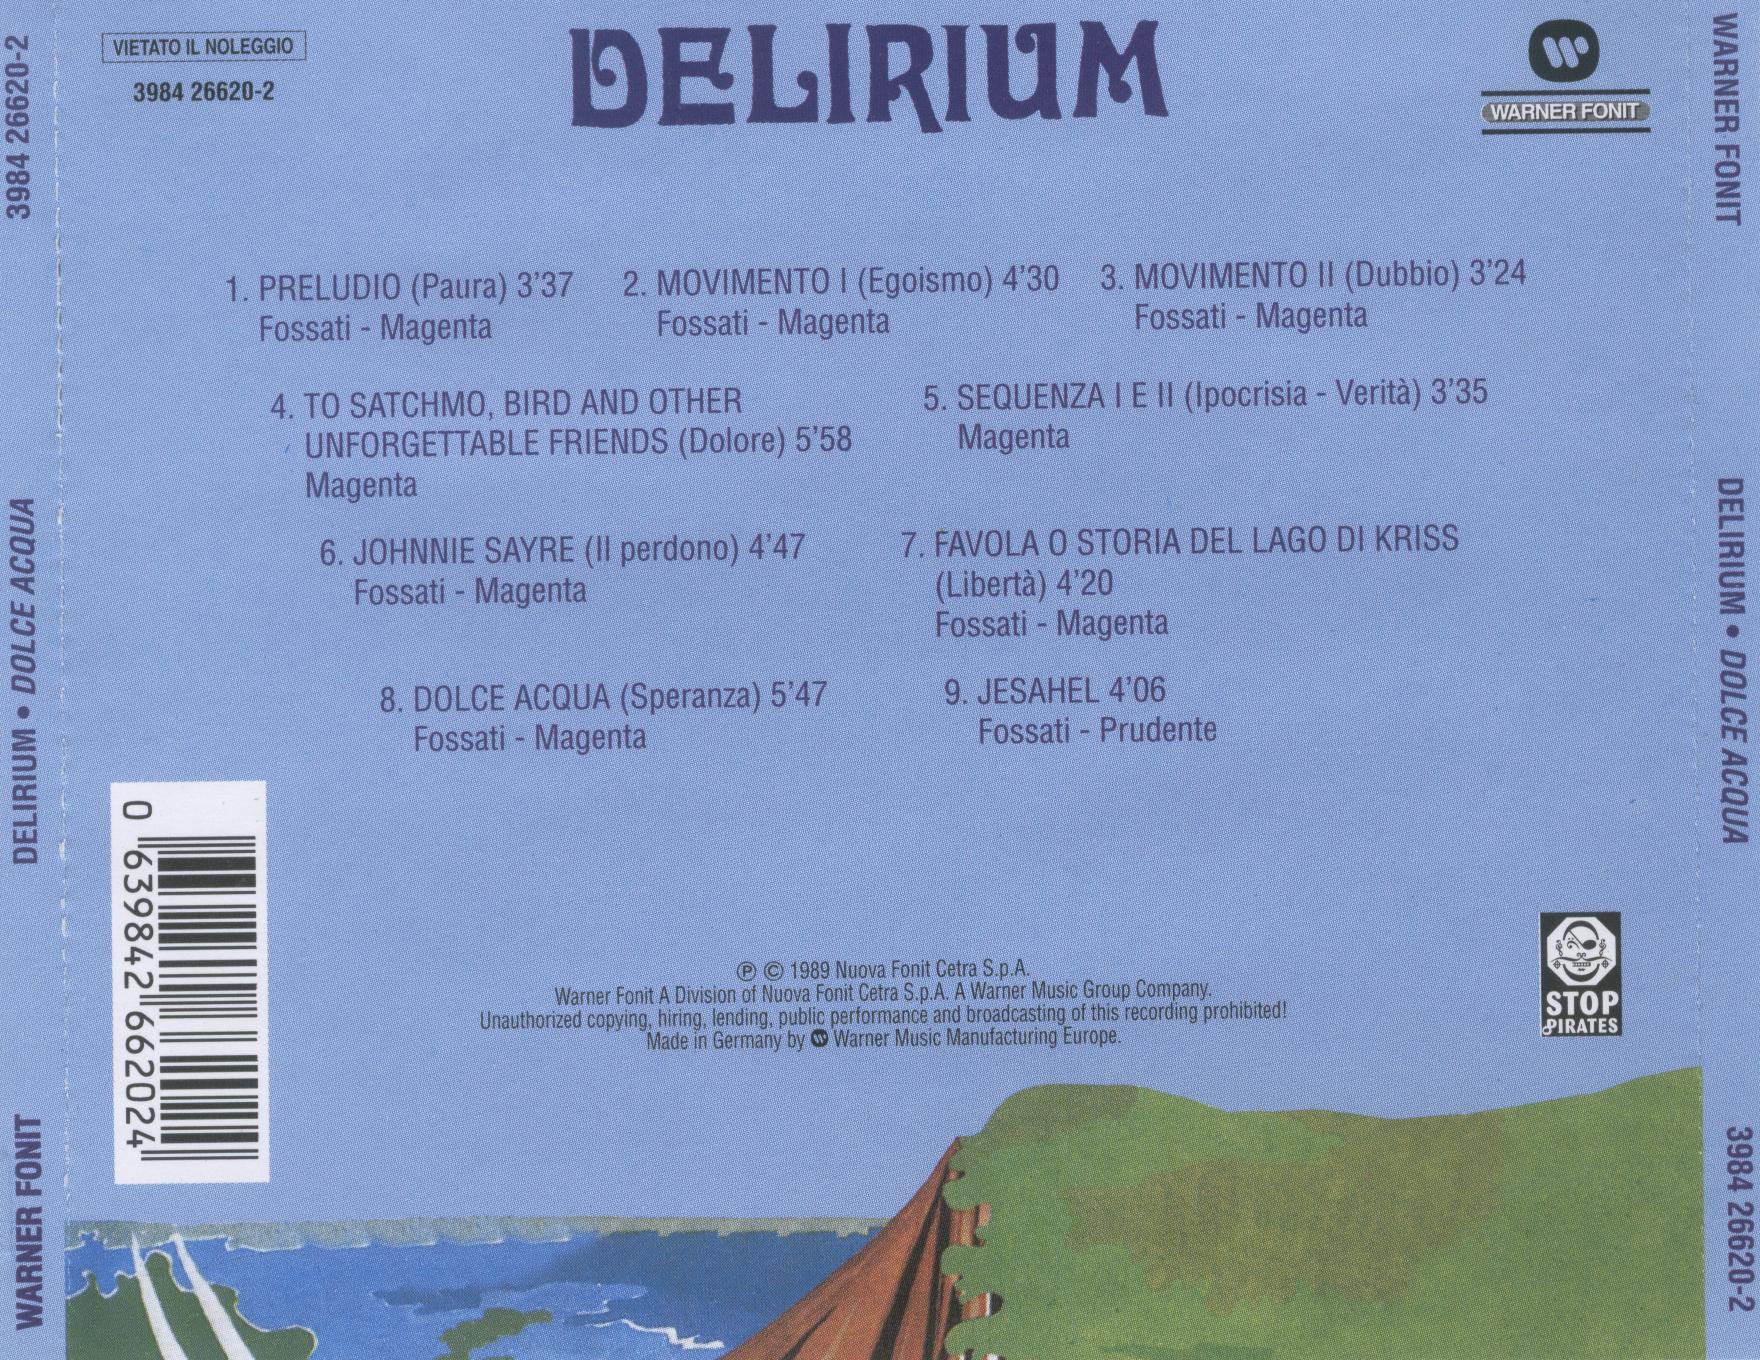 VIETATO IL NOLEGGIO
3984 26620-2
DELIRIUM
WARNER FONIT
1. PRELUDIO (Paura) 3'37
Fossati - Magenta
2. MOVIMENTO I (Egoismo) 4'30
Fossati - Magenta
3. MOVIMENTO II (Dubbio) 3'24
Fossati - Magenta
4. TO SATCHMO, BIRD AND OTHER
UNFORGETTABLE FRIENDS (Dolore) 5'58
Magenta
5. SEQUENZA I E II (Ipocrisia - Verità) 3'35
Magenta
6. JOHNNIE SAYRE (Il perdono) 4'47
Fossati - Magenta
7. FAVOLA O STORIA DEL LAGO DI KRISS
(Libertà) 4'20
Fossati - Magenta
8. DOLCE ACQUA (Speranza) 5'47
Fossati - Magenta
9. JESAHEL 4'06
Fossati - Prudente
0 639842 662024
℗ © 1989 Nuova Fonit Cetra S.p.A.
Warner Fonit A Division of Nuova Fonit Cetra S.p.A. A Warner Music Group Company.
Unauthorized copying, hiring, lending, public performance and broadcasting of this recording prohibited!
Made in Germany by Warner Music Manufacturing Europe.
STOP
PIRATES
WARNER FONIT
DELIRIUM • DOLCE ACQUA
3984 26620-2
WARNER FONIT
DELIRIUM • DOLCE ACQUA
3984 26620-2